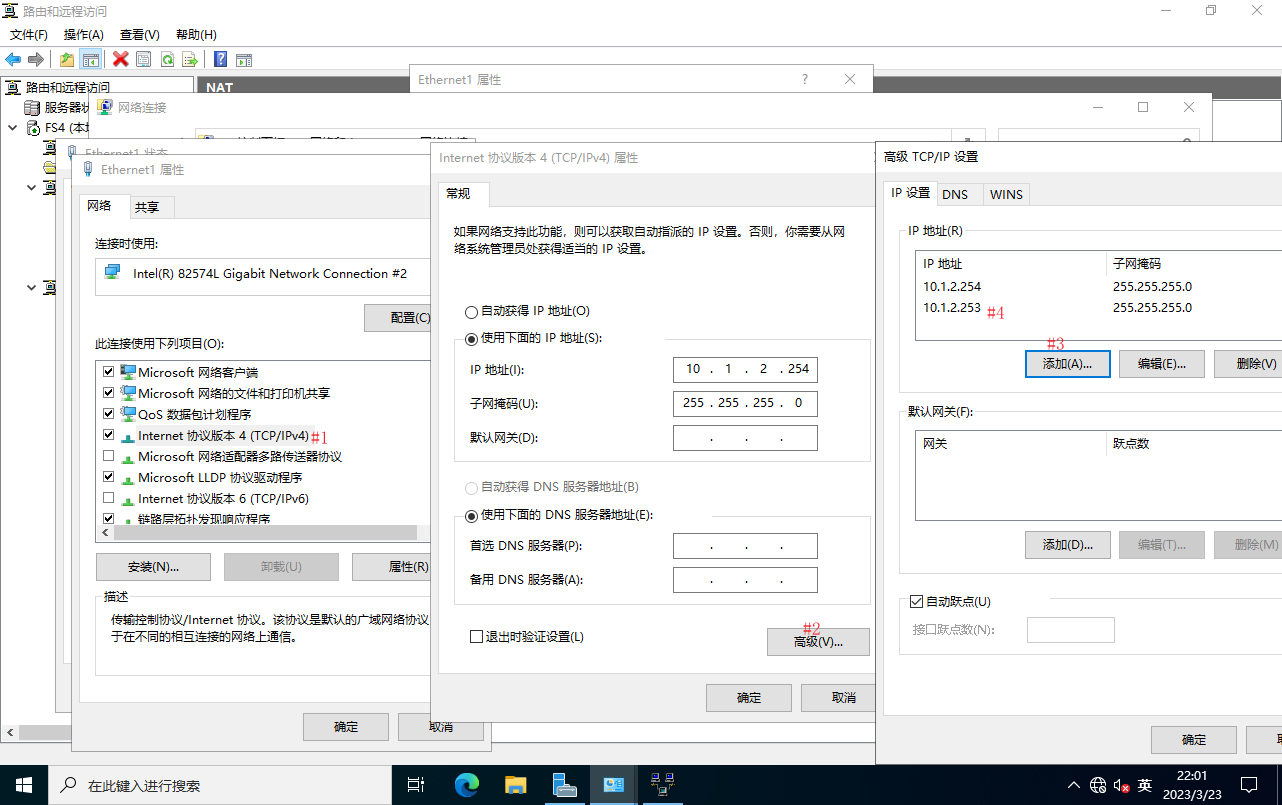 路由和远程访问
文件(F) 操作(A) 查看(V) 帮助(H)
路由和远程访问
服务器状
FS4 (本地
NAT
Ethernet1 属性
?
网络连接
Ethernet1 状态
Ethernet1 属性
网络 共享
连接时使用:
Intel(R) 82574L Gigabit Network Connection #2
配置(C)
此连接使用下列项目(O):
Microsoft 网络客户端
Microsoft 网络的文件和打印机共享
QoS 数据包计划程序
Internet 协议版本 4 (TCP/IPv4) #1
Microsoft 网络适配器多路传送器协议
Microsoft LLDP 协议驱动程序
Internet 协议版本 6 (TCP/IPv6)
链路层拓扑发现响应程序
安装(N)... 卸载(U) 属性(R)
描述
传输控制协议/Internet 协议。该协议是默认的广域网络协议
于在不同的相互连接的网络上通信。
确定 取消
Internet 协议版本 4 (TCP/IPv4) 属性
常规
如果网络支持此功能，则可以获取自动指派的 IP 设置。否则，你需要从网
络系统管理员处获得适当的 IP 设置。
自动获得 IP 地址(O)
使用下面的 IP 地址(S):
IP 地址(I): 10 . 1 . 2 . 254
子网掩码(U): 255 . 255 . 255 . 0
默认网关(D): . . .
自动获得 DNS 服务器地址(B)
使用下面的 DNS 服务器地址(E):
首选 DNS 服务器(P): . . .
备用 DNS 服务器(A): . . .
退出时验证设置(L)
#2
高级(V)...
确定 取消
高级 TCP/IP 设置
IP 设置 DNS WINS
IP 地址(R)
IP 地址 子网掩码
10.1.2.254 255.255.255.0
10.1.2.253 #4 255.255.255.0
#3
添加(A)... 编辑(E)... 删除(V)
默认网关(F):
网关 跃点数
添加(D)... 编辑(T)... 删除(M)
自动跃点(U)
接口跃点数(N):
确定
在此键入进行搜索
英
22:01
2023/3/23